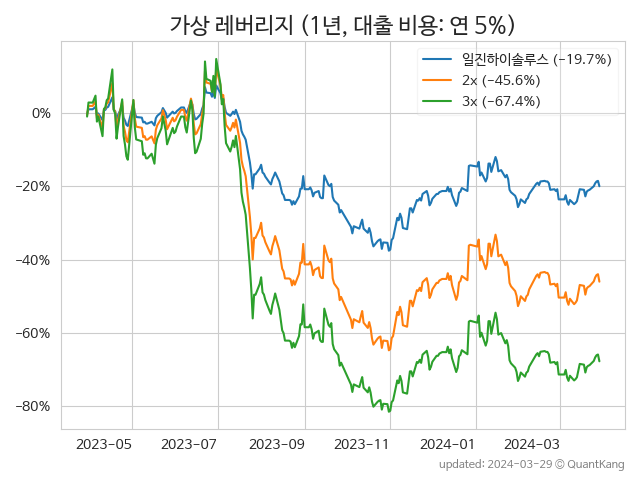 가상 레버리지 (1년, 대출 비용: 연 5%)
일진하이솔루스 (−19.7%)
2x (−45.6%)
3x (−67.4%)
0%
−20%
−40%
−60%
−80%
2023−05 2023−07 2023−09 2023−11 2024−01 2024−03
updated: 2024−03−29 © QuantKang